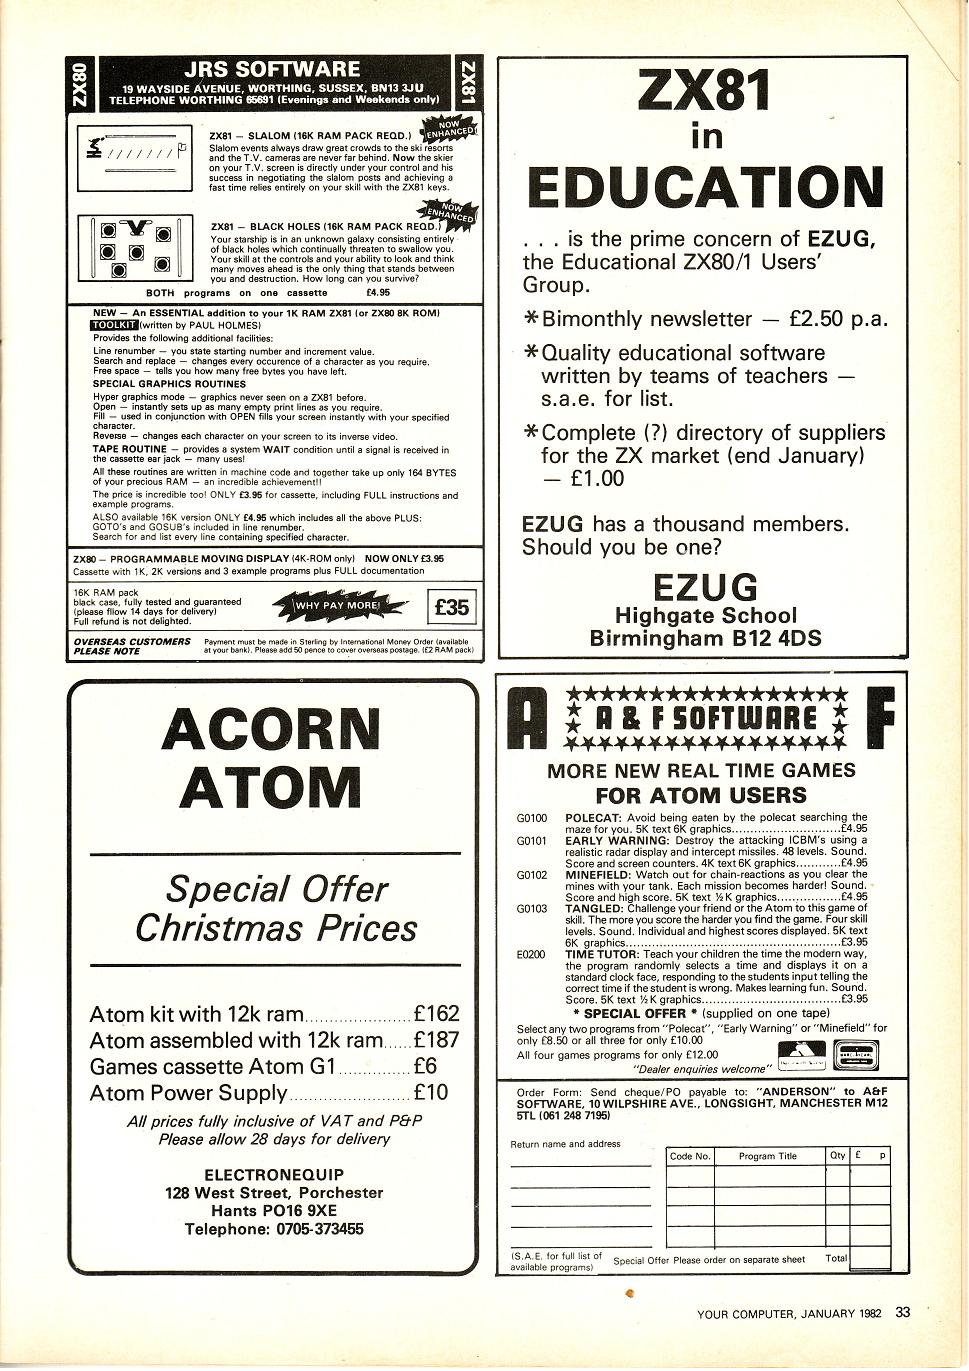 ZX80
JRS SOFTWARE
19 WAYSIDE AVENUE, WORTHING, SUSSEX, BN13 3JU
TELEPHONE WORTHING 65691 (Evenings and Weekends only)
ZX81
NOW
ENHANCED!
ZX81 — SLALOM (16K RAM PACK REQD.)
Slalom events always draw great crowds to the ski resorts
and the T.V. cameras are never far behind. Now the skier
on your T.V. screen is directly under your control and his
success in negotiating the slalom posts and achieving a
fast time relies entirely on your skill with the ZX81 keys.
NOW
ENHANCED!
ZX81 — BLACK HOLES (16K RAM PACK REQD.)
Your starship is in an unknown galaxy consisting entirely
of black holes which continually threaten to swallow you.
Your skill at the controls and your ability to look and think
many moves ahead is the only thing that stands between
you and destruction. How long can you survive?
BOTH programs on one cassette £4.95
NEW — An ESSENTIAL addition to your 1K RAM ZX81 (or ZX80 8K ROM)
TOOLKIT (written by PAUL HOLMES)
Provides the following additional facilities:
Line renumber — you state starting number and increment value.
Search and replace — changes every occurence of a character as you require.
Free space — tells you how many free bytes you have left.
SPECIAL GRAPHICS ROUTINES
Hyper graphics mode — graphics never seen on a ZX81 before.
Open — instantly sets up as many empty print lines as you require.
Fill — used in conjunction with OPEN fills your screen instantly with your specified
character.
Reverse — changes each character on your screen to its inverse video.
TAPE ROUTINE — provides a system WAIT condition until a signal is received in
the cassette ear jack — many uses!
All these routines are written in machine code and together take up only 164 BYTES
of your precious RAM — an incredible achievement!!
The price is incredible too! ONLY £3.95 for cassette, including FULL instructions and
example programs.
ALSO available 16K version ONLY £4.95 which includes all the above PLUS:
GOTO's and GOSUB's included in line renumber.
Search for and list every line containing specified character.
ZX80 — PROGRAMMABLE MOVING DISPLAY (4K-ROM only) NOW ONLY £3.95
Cassette with 1K, 2K versions and 3 example programs plus FULL documentation
16K RAM pack
black case, fully tested and guaranteed
(please fllow 14 days for delivery)
Full refund is not delighted.
WHY PAY MORE!
£35
OVERSEAS CUSTOMERS
PLEASE NOTE
Payment must be made in Sterling by International Money Order (available
at your bank). Please add 50 pence to cover overseas postage. (£2 RAM pack)
ZX81
in
EDUCATION
. . . is the prime concern of EZUG,
the Educational ZX80/1 Users'
Group.
*Bimonthly newsletter — £2.50 p.a.
*Quality educational software
written by teams of teachers —
s.a.e. for list.
*Complete (?) directory of suppliers
for the ZX market (end January)
— £1.00
EZUG has a thousand members.
Should you be one?
EZUG
Highgate School
Birmingham B12 4DS
ACORN
ATOM
Special Offer
Christmas Prices
Atom kit with 12k ram....................£162
Atom assembled with 12k ram.....£187
Games cassette Atom G1..............£6
Atom Power Supply.......................£10
All prices fully inclusive of VAT and P&P
Please allow 28 days for delivery
ELECTRONEQUIP
128 West Street, Porchester
Hants PO16 9XE
Telephone: 0705-373455
A
A & F SOFTWARE
F
MORE NEW REAL TIME GAMES
FOR ATOM USERS
G0100 POLECAT: Avoid being eaten by the polecat searching the
maze for you. 5K text 6K graphics.............................£4.95
G0101 EARLY WARNING: Destroy the attacking ICBM's using a
realistic radar display and intercept missiles. 48 levels. Sound.
Score and screen counters. 4K text 6K graphics............£4.95
G0102 MINEFIELD: Watch out for chain-reactions as you clear the
mines with your tank. Each mission becomes harder! Sound.
Score and high score. 5K text ½K graphics.................£4.95
G0103 TANGLED: Challenge your friend or the Atom to this game of
skill. The more you score the harder you find the game. Four skill
levels. Sound. Individual and highest scores displayed. 5K text
6K graphics..........................................................£3.95
E0200 TIME TUTOR: Teach your children the time the modern way,
the program randomly selects a time and displays it on a
standard clock face, responding to the students input telling the
correct time if the student is wrong. Makes learning fun. Sound.
Score. 5K text ½K graphics.....................................£3.95
* SPECIAL OFFER * (supplied on one tape)
Select any two programs from "Polecat", "Early Warning" or "Minefield" for
only £8.50 or all three for only £10.00
All four games programs for only £12.00
"Dealer enquiries welcome"
Order Form: Send cheque/PO payable to: "ANDERSON" to A&F
SOFTWARE, 10 WILPSHIRE AVE., LONGSIGHT, MANCHESTER M12
5TL (061 248 7195)
Return name and address
Code No. Program Title Qty £ p
(S.A.E. for full list of
available programs)
Special Offer Please order on separate sheet Total
YOUR COMPUTER, JANUARY 1982 33